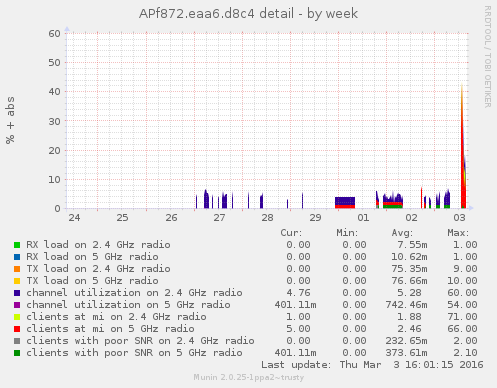 APf872.eaa6.d8c4 detail - by week
RRDTOOL / TOBI OETIKER
% + abs
60
50
40
30
20
10
0
24 25 26 27 28 29 01 02 03
Cur: Min: Avg: Max:
RX load on 2.4 GHz radio 0.00 0.00 7.55m 1.00
RX load on 5 GHz radio 0.00 0.00 10.62m 1.00
TX load on 2.4 GHz radio 0.00 0.00 75.35m 9.00
TX load on 5 GHz radio 0.00 0.00 76.66m 10.00
channel utilization on 2.4 GHz radio 4.76 0.00 5.28 60.00
channel utilization on 5 GHz radio 401.11m 0.00 742.46m 54.00
clients at mi on 2.4 GHz radio 1.00 0.00 1.88 71.00
clients at mi on 5 GHz radio 5.00 0.00 2.46 66.00
clients with poor SNR on 2.4 GHz radio 0.00 0.00 232.65m 2.00
clients with poor SNR on 5 GHz radio 401.11m 0.00 373.61m 2.10
Last update: Thu Mar 3 16:01:15 2016
Munin 2.0.25-1ppa2~trusty